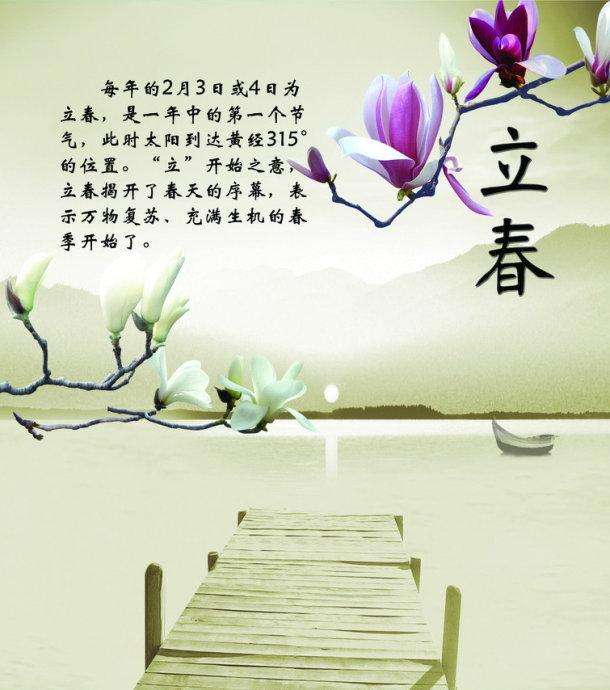 每年的2月3日或4日为
立春，是一年中的第一个节
气，此时太阳到达黄经315°
的位置。“立”开始之意，
立春揭开了春天的序幕，表
示万物复苏、充满生机的春
季开始了。
立春